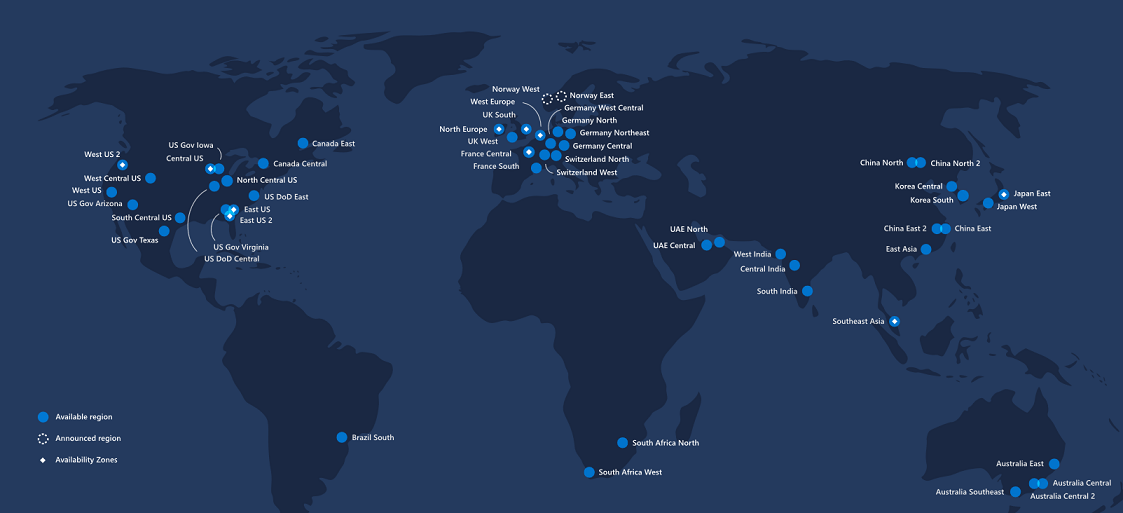 Norway West
Norway East
West Europe
Germany West Central
UK South
Germany North
North Europe
Germany Northeast
UK West
Germany Central
France Central
Switzerland North
France South
Switzerland West
US Gov Iowa
Canada East
West US 2
Central US
Canada Central
West Central US
North Central US
West US
US DoD East
US Gov Arizona
East US
South Central US
East US 2
US Gov Texas
US Gov Virginia
US DoD Central
China North
China North 2
Korea Central
Japan East
Korea South
Japan West
UAE North
China East 2
China East
UAE Central
East Asia
West India
Central India
South India
Southeast Asia
Available region
Announced region
Availability Zones
Brazil South
South Africa North
South Africa West
Australia East
Australia Central
Australia Southeast
Australia Central 2